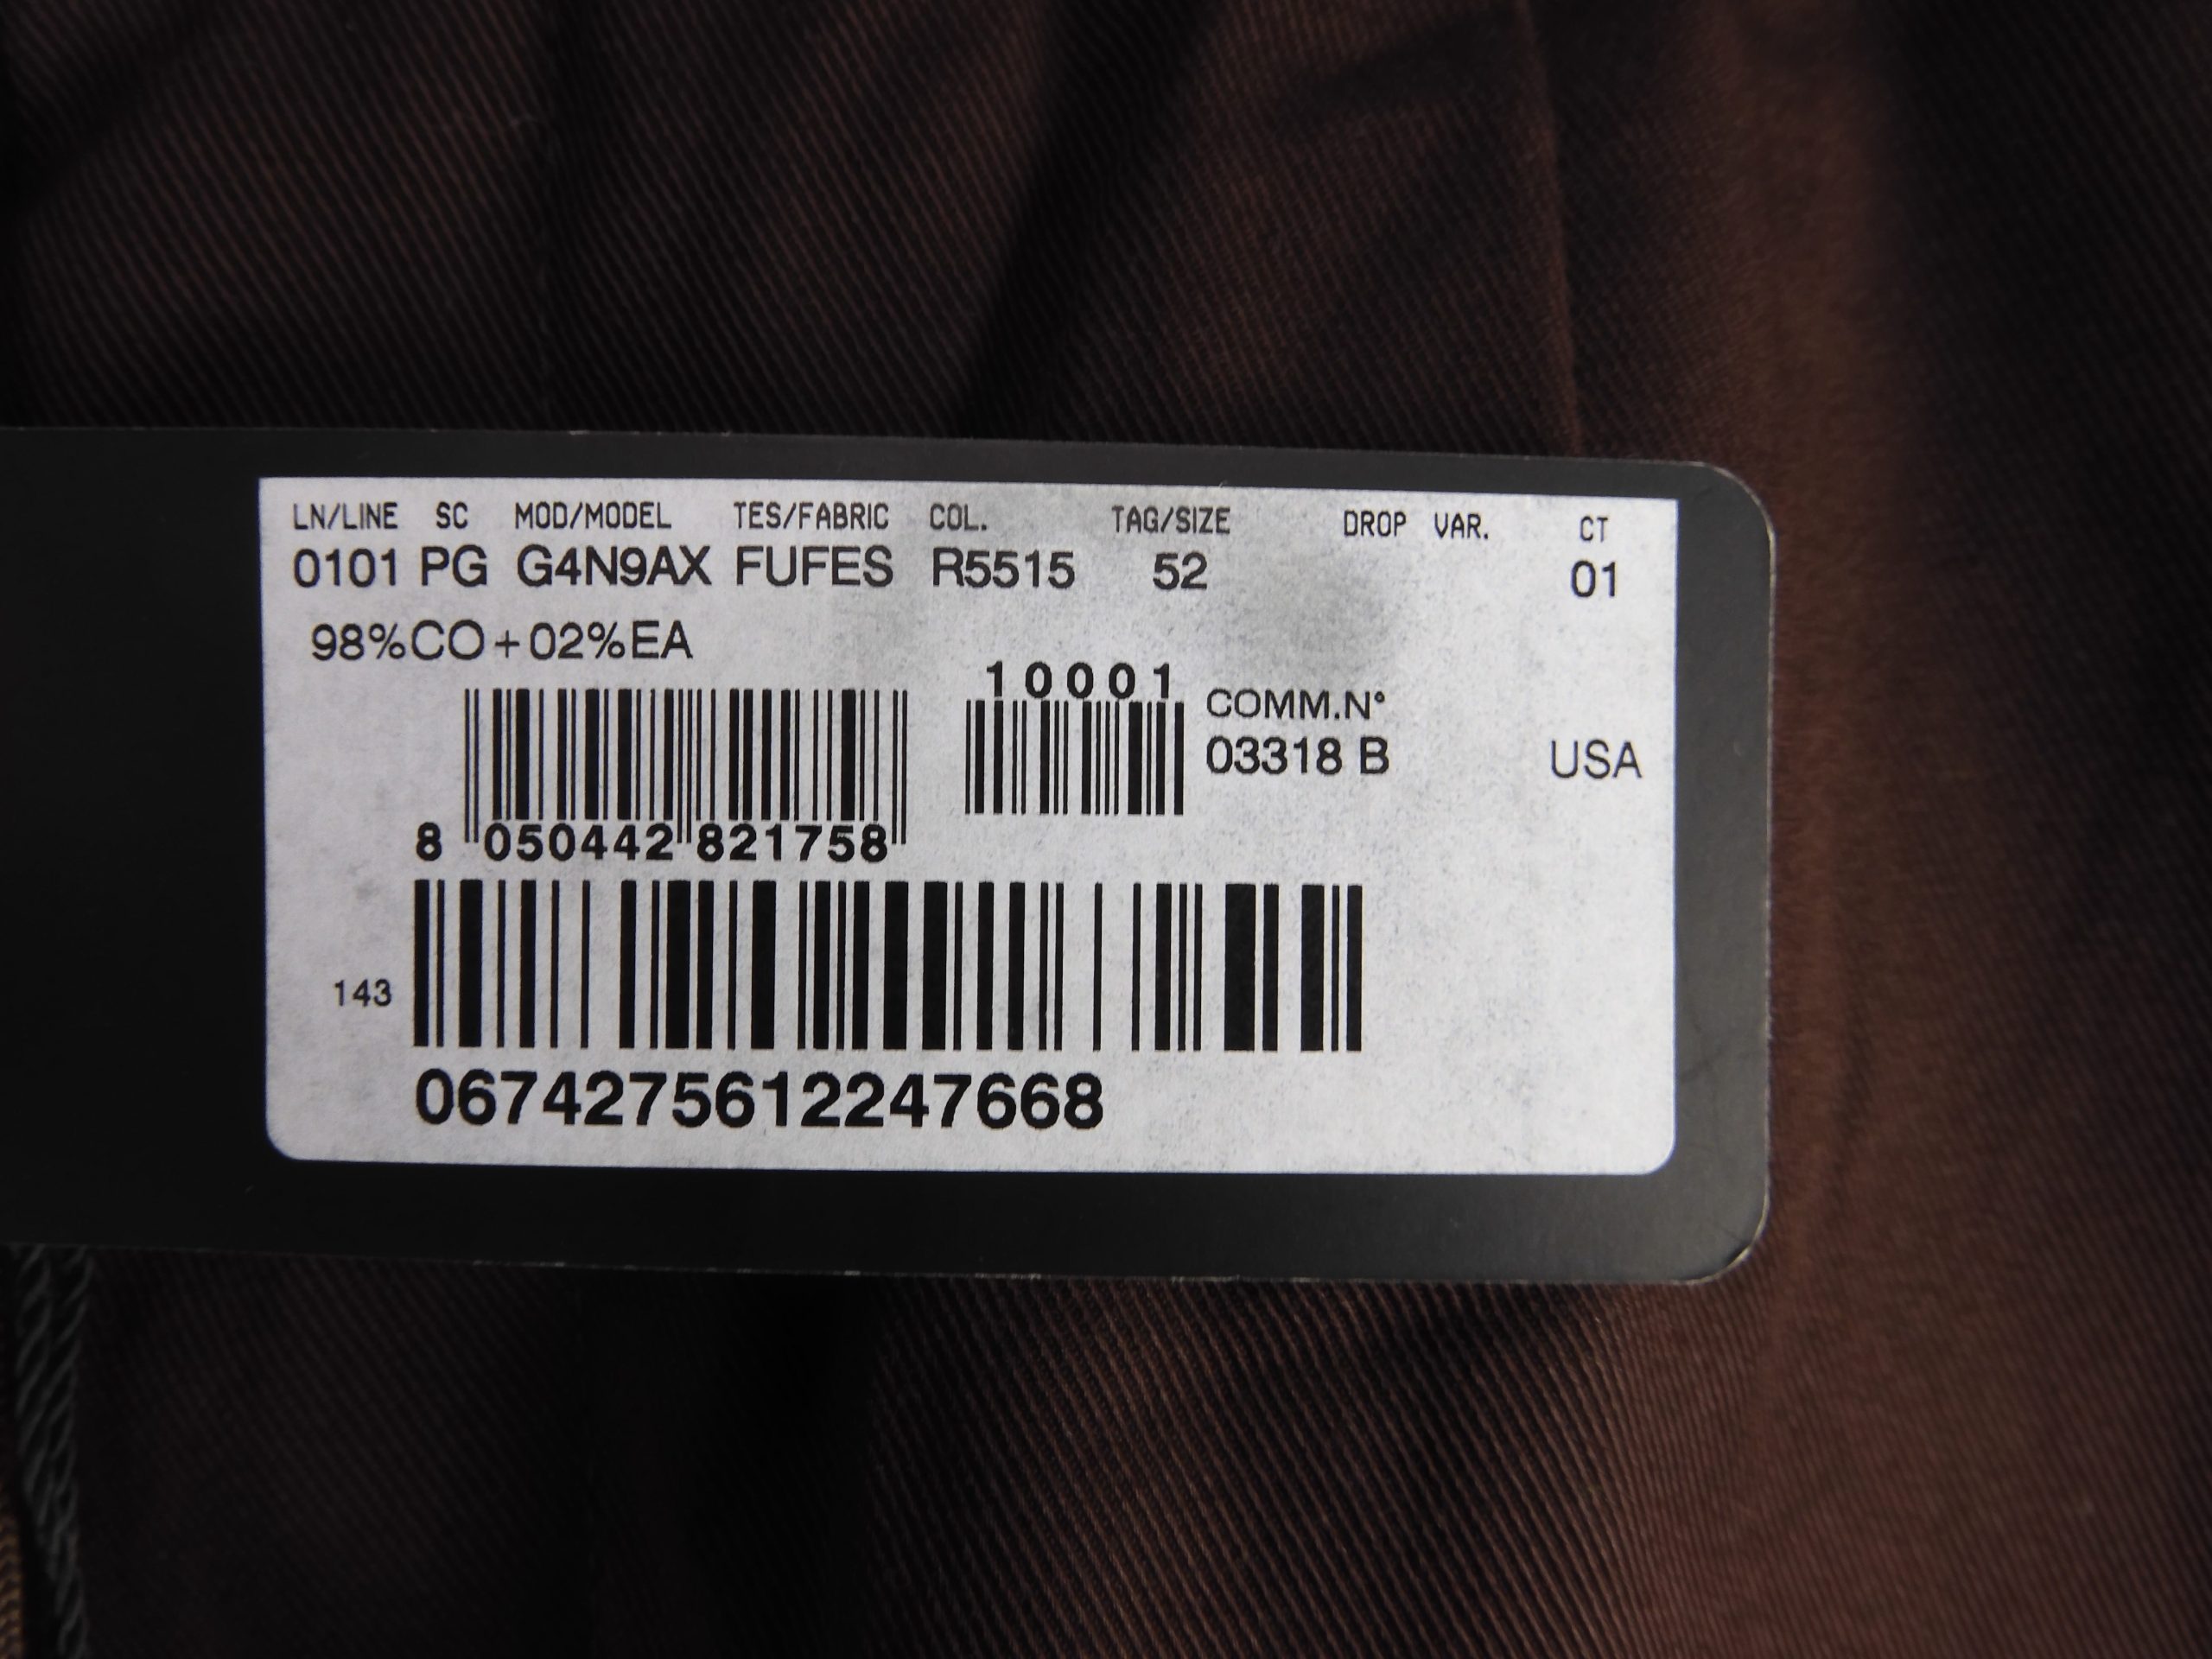 LN/LINE SC MOD/MODEL TES/FABRIC COL. TAG/SIZE DROP VAR. CT
0101 PG G4N9AX FUFES R5515 52 01
98%CO+02%EA
10001
COMM.N°
03318 B
USA
8 050442 821758
143
0674275612247668